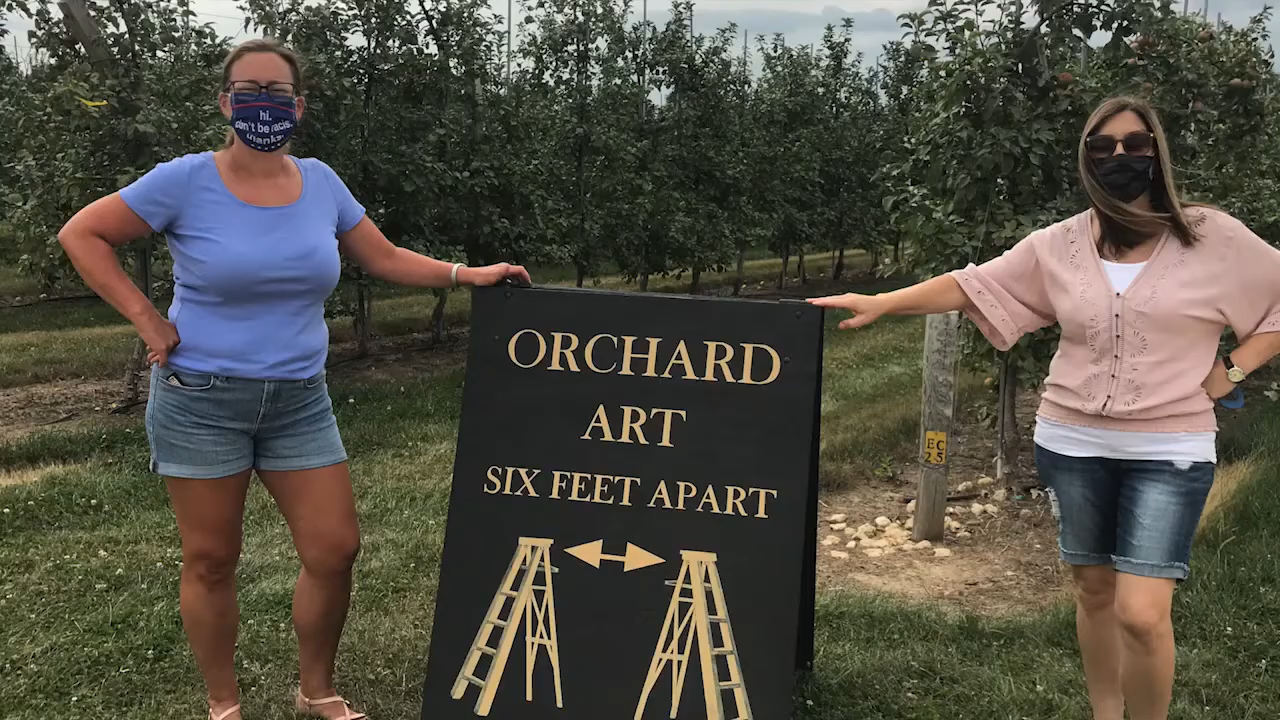 hi.
don't be racist.
thanks.
ORCHARD
ART
SIX FEET APART
EC
25